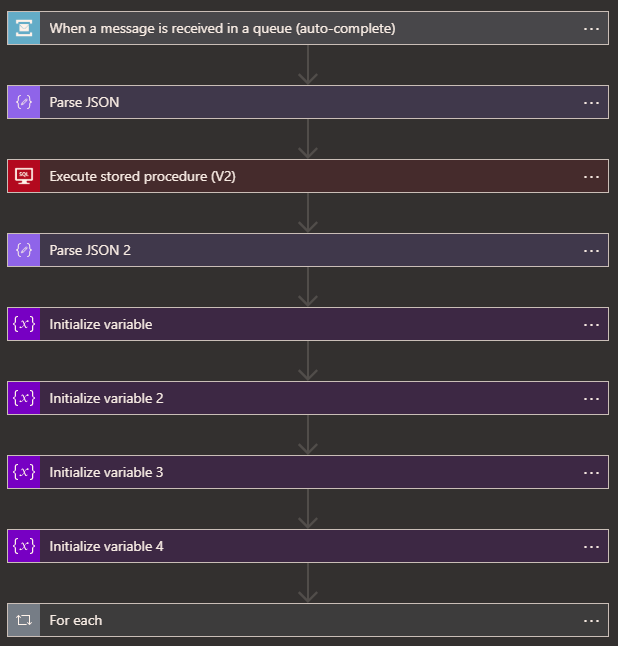 When a message is received in a queue (auto-complete)
Parse JSON
SQL
Execute stored procedure (V2)
Parse JSON 2
{x}
Initialize variable
{x}
Initialize variable 2
{x}
Initialize variable 3
{x}
Initialize variable 4
For each